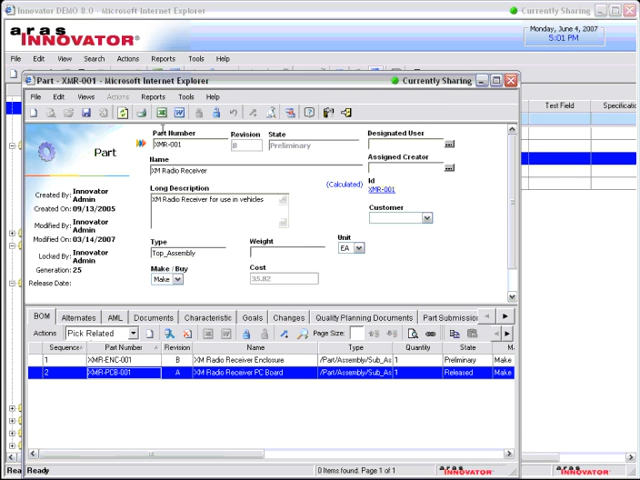 Innovator DEMO 8.0 - Microsoft Internet Explorer
Currently Sharing
aras
INNOVATOR
Monday, June 4, 2007
5:01 PM
File Edit View Search Actions Reports Tools Help
Part - XMR-001 - Microsoft Internet Explorer
Currently Sharing
File Edit Views Actions Reports Tools Help
Test Field
Part
Part Number
XMR-001
Revision
B
State
Preliminary
Designated User
Name
XM Radio Receiver
Assigned Creator
Long Description
XM Radio Receiver for use in vehicles
(Calculated)
Id
XMR-001
Customer
Created By: Innovator Admin
Created On: 09/13/2005
Modified By: Innovator Admin
Modified On: 03/14/2007
Locked By: Innovator Admin
Generation: 25
Release Date:
Type
Top_Assembly
Weight
Unit
EA
Make / Buy
Make
Cost
35.82
BOM Alternates AML Documents Characteristic Goals Changes Quality Planning Documents Part Submission
Actions Pick Related Page Size:
Sequence Part Number Revision Name Type Quantity State
1 XMR-ENC-001 B XM Radio Receiver Enclosure /Part/Assembly/Sub_As 1 Preliminary Make
2 XMR-PCB-001 A XM Radio Receiver PC Board /Part/Assembly/Sub_As 1 Released Make
Ready
0 Items found. Page 1 of 1
aras
INNOVATOR
aras
INNOVATOR